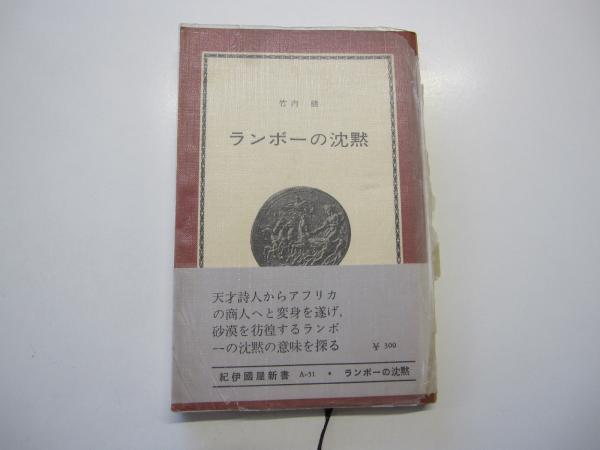 竹内 健
ランボーの沈黙
天才詩人からアフリカ
の商人へと変身を遂げ,
砂漠を彷徨するランボ
ーの沈黙の意味を探る
¥ 300
紀伊國屋新書 A-31 • ランボーの沈黙